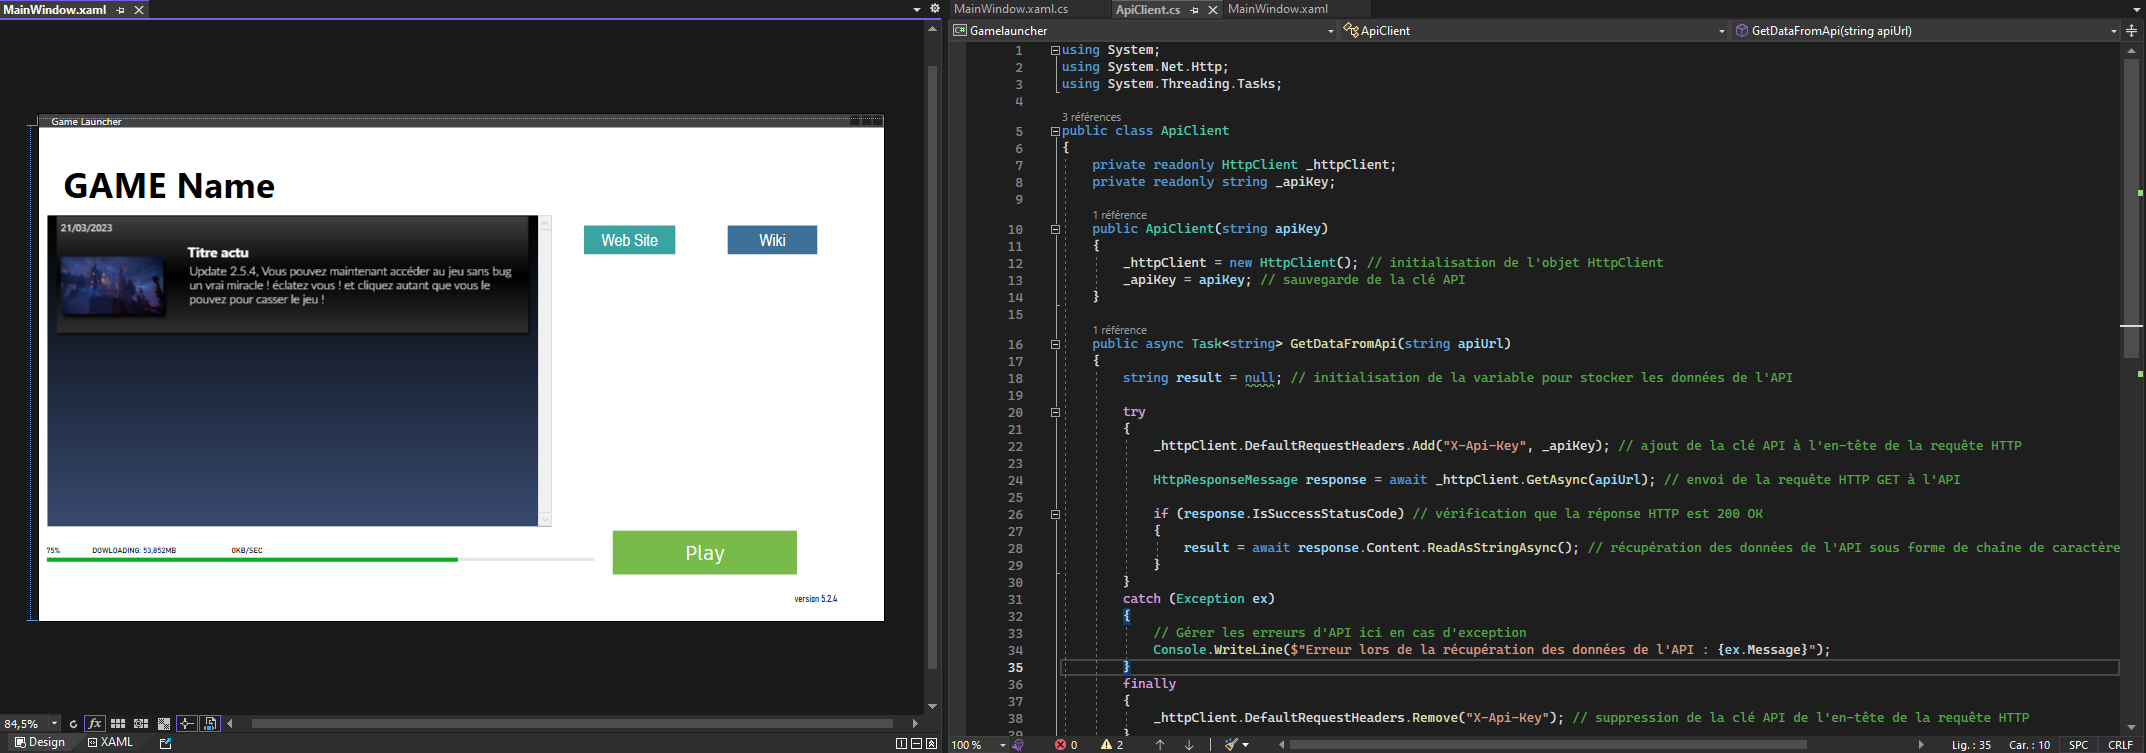 MainWindow.xaml
Game Launcher
GAME Name
21/03/2023
Titre actu
Update 2.5.4, Vous pouvez maintenant accéder au jeu sans bug
un vrai miracle ! éclatez vous ! et cliquez autant que vous le
pouvez pour casser le jeu !
Web Site
Wiki
75%
DOWLOADING: 53,852MB
0KB/SEC
Play
version 5.2.4
84,5%
fx
Design
XAML
MainWindow.xaml.cs
ApiClient.cs
MainWindow.xaml
C# Gamelauncher
ApiClient
GetDataFromApi(string apiUrl)
1 using System;
2 using System.Net.Http;
3 using System.Threading.Tasks;
4
3 références
5 public class ApiClient
6 {
7 private readonly HttpClient _httpClient;
8 private readonly string _apiKey;
9
1 référence
10 public ApiClient(string apiKey)
11 {
12 _httpClient = new HttpClient(); // initialisation de l'objet HttpClient
13 _apiKey = apiKey; // sauvegarde de la clé API
14 }
15
1 référence
16 public async Task<string> GetDataFromApi(string apiUrl)
17 {
18 string result = null; // initialisation de la variable pour stocker les données de l'API
19
20 try
21 {
22 _httpClient.DefaultRequestHeaders.Add("X-Api-Key", _apiKey); // ajout de la clé API à l'en-tête de la requête HTTP
23
24 HttpResponseMessage response = await _httpClient.GetAsync(apiUrl); // envoi de la requête HTTP GET à l'API
25
26 if (response.IsSuccessStatusCode) // vérification que la réponse HTTP est 200 OK
27 {
28 result = await response.Content.ReadAsStringAsync(); // récupération des données de l'API sous forme de chaîne de caractère
29 }
30 }
31 catch (Exception ex)
32 {
33 // Gérer les erreurs d'API ici en cas d'exception
34 Console.WriteLine($"Erreur lors de la récupération des données de l'API : {ex.Message}");
35 }
36 finally
37 {
38 _httpClient.DefaultRequestHeaders.Remove("X-Api-Key"); // suppression de la clé API de l'en-tête de la requête HTTP
39 }
100 %
0
2
Lig. : 35
Car. : 10
SPC
CRLF